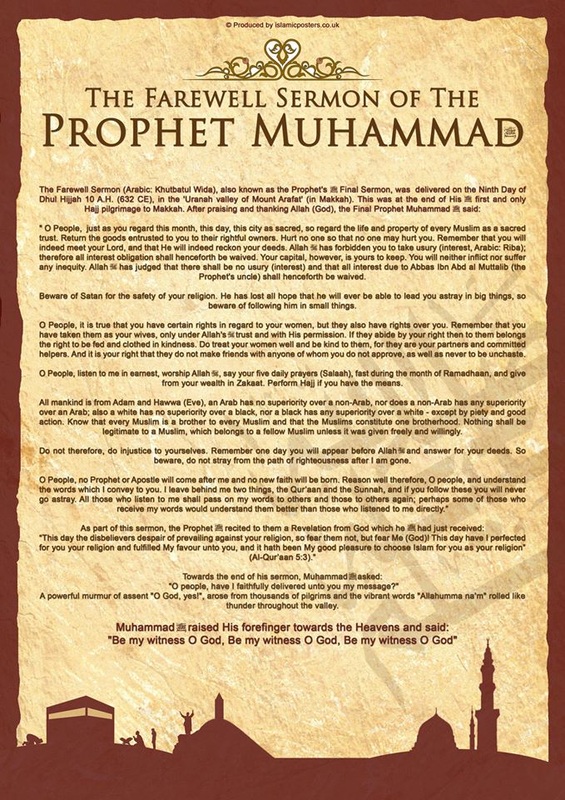 © Produced by islamicposters.co.uk
THE FAREWELL SERMON OF THE
PROPHET MUHAMMAD ﷺ
The Farewell Sermon (Arabic: Khutbatul Wida), also known as the Prophet's ﷺ Final Sermon, was delivered on the Ninth Day of
Dhul Hijjah 10 A.H. (632 CE), in the 'Uranah valley of Mount Arafat' (in Makkah). This was at the end of His ﷺ first and only
Hajj pilgrimage to Makkah. After praising and thanking Allah (God), the Final Prophet Muhammad ﷺ said:
" O People, just as you regard this month, this day, this city as sacred, so regard the life and property of every Muslim as a sacred
trust. Return the goods entrusted to you to their rightful owners. Hurt no one so that no one may hurt you. Remember that you will
indeed meet your Lord, and that He will indeed reckon your deeds. Allah has forbidden you to take usury (interest, Arabic: Riba);
therefore all interest obligation shall henceforth be waived. Your capital, however, is yours to keep. You will neither inflict nor suffer
any inequity. Allah has judged that there shall be no usury (interest) and that all interest due to Abbas Ibn Abd al Muttalib (the
Prophet's uncle) shall henceforth be waived.
Beware of Satan for the safety of your religion. He has lost all hope that he will ever be able to lead you astray in big things, so
beware of following him in small things.
O People, it is true that you have certain rights in regard to your women, but they also have rights over you. Remember that you
have taken them as your wives, only under Allah's trust and with His permission. If they abide by your right then to them belongs
the right to be fed and clothed in kindness. Do treat your women well and be kind to them, for they are your partners and committed
helpers. And it is your right that they do not make friends with anyone of whom you do not approve, as well as never to be unchaste.
O People, listen to me in earnest, worship Allah , say your five daily prayers (Salaah), fast during the month of Ramadhaan, and give
from your wealth in Zakaat. Perform Hajj if you have the means.
All mankind is from Adam and Hawwa (Eve), an Arab has no superiority over a non-Arab, nor does a non-Arab has any superiority
over an Arab; also a white has no superiority over a black, nor a black has any superiority over a white - except by piety and good
action. Know that every Muslim is a brother to every Muslim and that the Muslims constitute one brotherhood. Nothing shall be
legitimate to a Muslim, which belongs to a fellow Muslim unless it was given freely and willingly.
Do not therefore, do injustice to yourselves. Remember one day you will appear before Allah and answer for your deeds. So
beware, do not stray from the path of righteousness after I am gone.
O People, no Prophet or Apostle will come after me and no new faith will be born. Reason well therefore, O people, and understand
the words which I convey to you. I leave behind me two things, the Qur'aan and the Sunnah, and if you follow these you will never
go astray. All those who listen to me shall pass on my words to others and those to others again; perhaps some of those who
receive my words would understand them better than those who listened to me directly."
As part of this sermon, the Prophet ﷺ recited to them a Revelation from God which he ﷺ had just received:
"This day the disbelievers despair of prevailing against your religion, so fear them not, but fear Me (God)! This day have I perfected
for you your religion and fulfilled My favour unto you, and it hath been My good pleasure to choose Islam for you as your religion"
(Al-Qur'aan 5:3).
Towards the end of his sermon, Muhammad ﷺ asked:
"O people, have I faithfully delivered unto you my message?"
A powerful murmur of assent "O God, yes!", arose from thousands of pilgrims and the vibrant words "Allahumma na'm" rolled like
thunder throughout the valley.
Muhammad ﷺ raised His forefinger towards the Heavens and said:
"Be my witness O God, Be my witness O God, Be my witness O God"